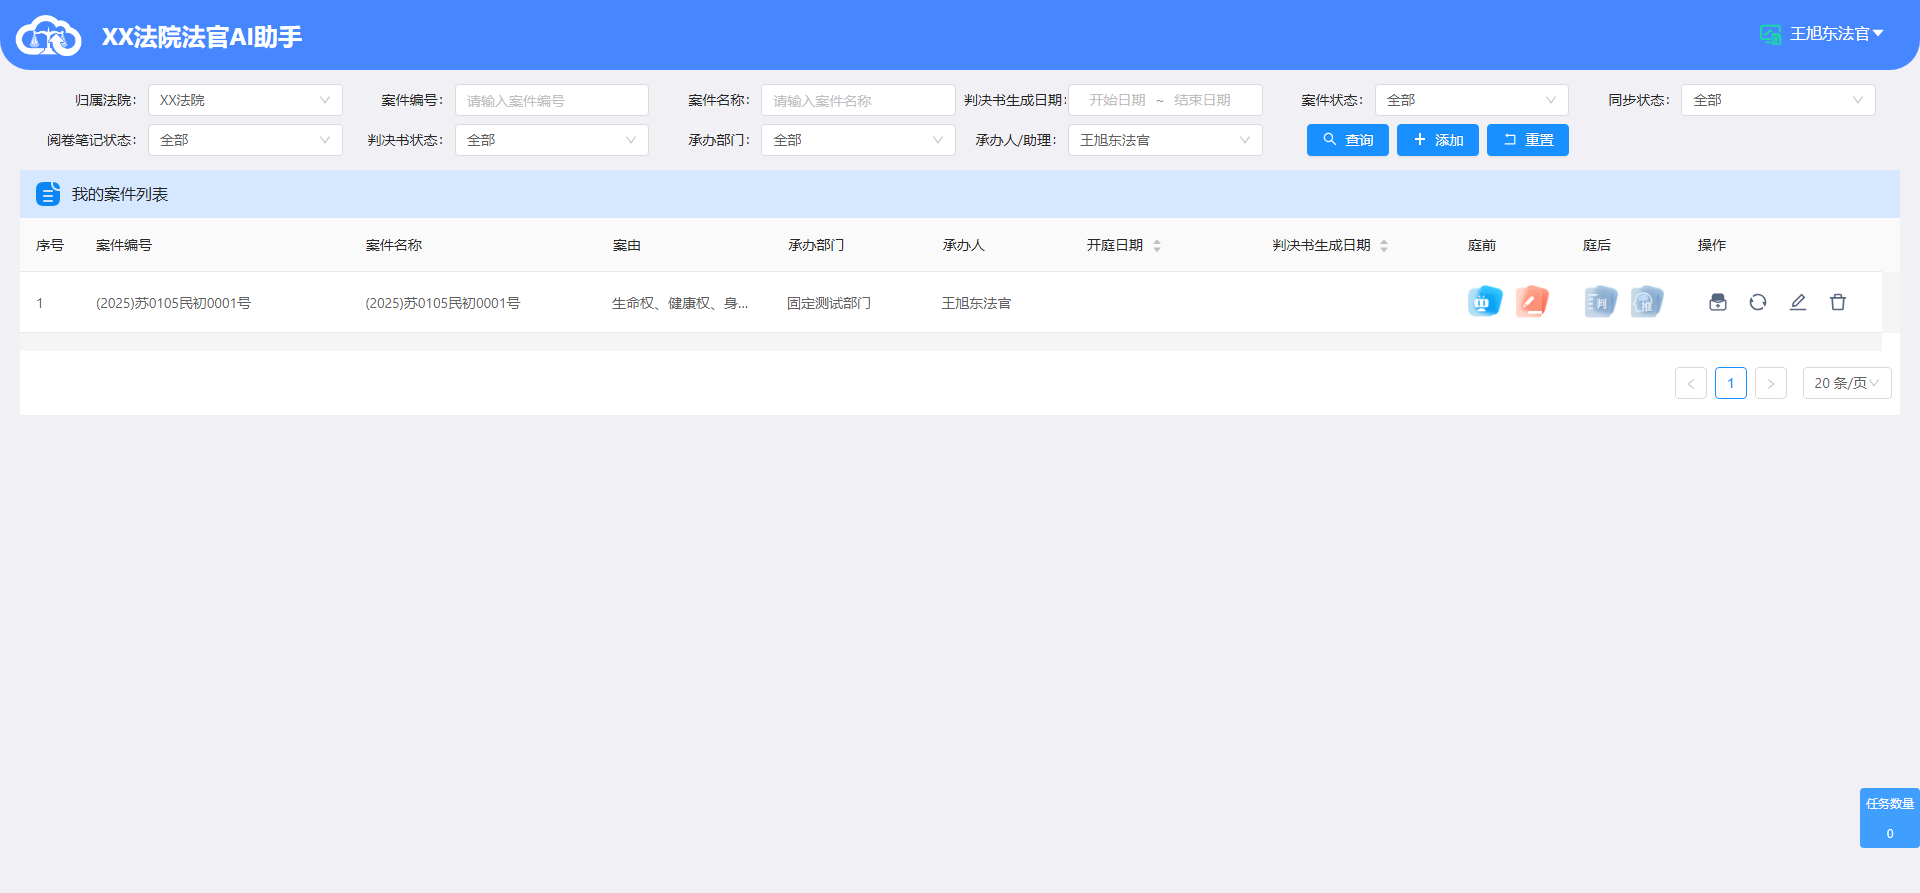 XX法院法官AI助手
王旭东法官
归属法院: XX法院
案件编号: 请输入案件编号
案件名称: 请输入案件名称
判决书生成日期: 开始日期 ~ 结束日期
案件状态: 全部
同步状态: 全部
阅卷笔记状态: 全部
判决书状态: 全部
承办部门: 全部
承办人/助理: 王旭东法官
查询 添加 重置
我的案件列表
序号 案件编号 案件名称 案由 承办部门 承办人 开庭日期 判决书生成日期 庭前 庭后 操作
1 (2025)苏0105民初0001号 (2025)苏0105民初0001号 生命权、健康权、身... 固定测试部门 王旭东法官 判 推
< 1 > 20 条/页
任务数量
0